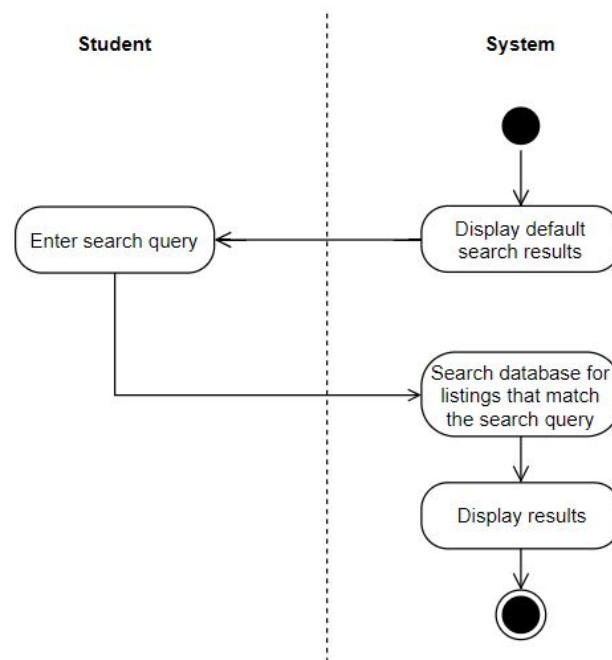 Student
System
Display default
search results
Enter search query
Search database for
listings that match
the search query
Display results